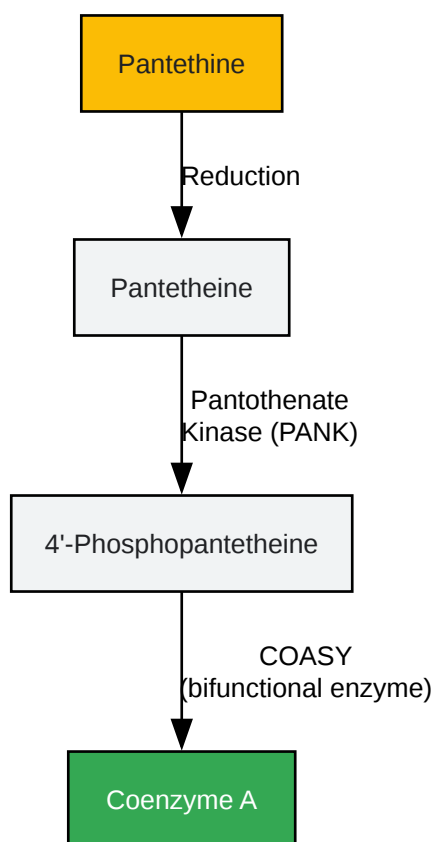 Pantethine
Reduction
Pantetheine
Pantothenate
Kinase (PANK)
4'-Phosphopantetheine
COASY
(bifunctional enzyme)
Coenzyme A